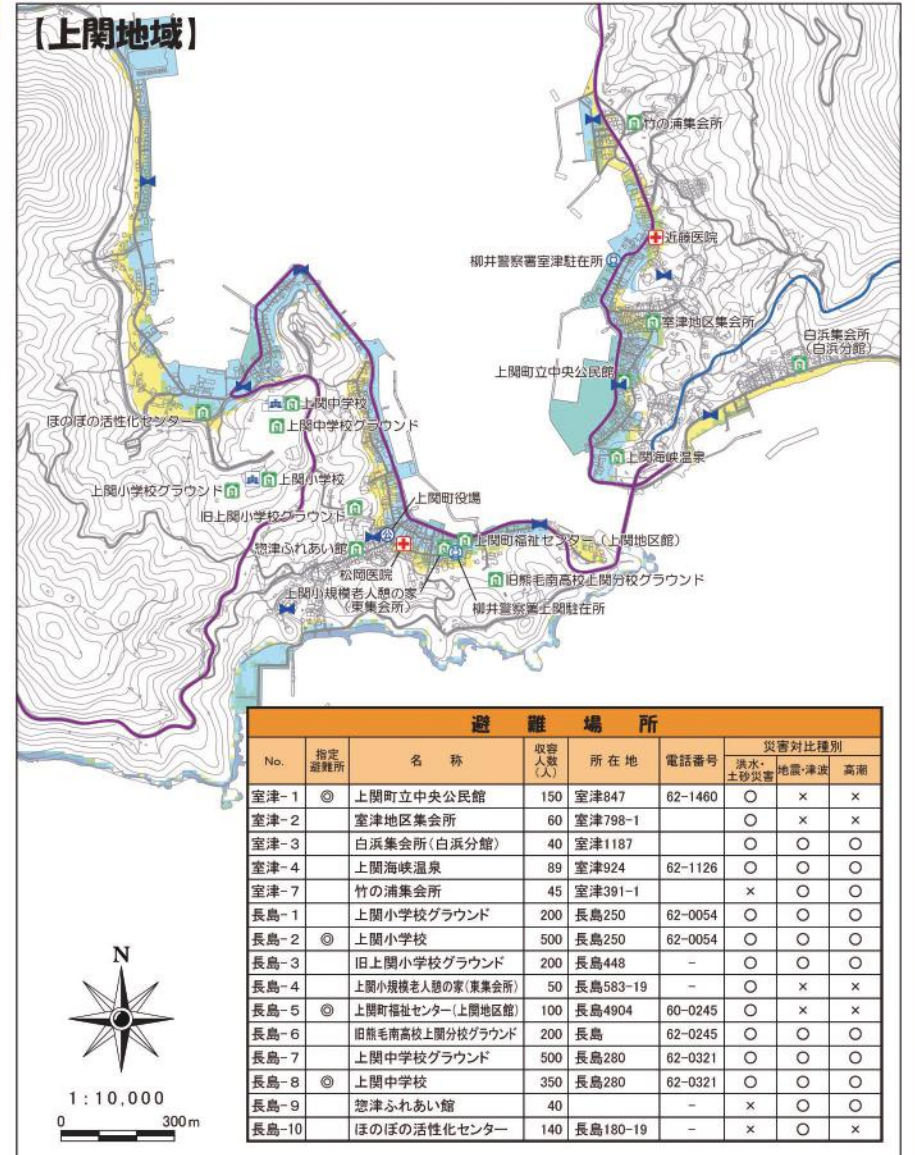 【上関地域】
竹の浦集会所
近藤医院
柳井警察署室津駐在所
室津地区集会所
白浜集会所
(白浜分館)
上関町立中央公民館
上関中学校
ほのぼの活性化センター
上関中学校グラウンド
上関海峡温泉
上関小学校
上関小学校グラウンド
上関町役場
旧上関小学校グラウンド
惣津ふれあい館
上関町福祉センター(上関地区館)
松岡医院
旧熊毛南高校上関分校グラウンド
上関小規模老人憩の家
(東集会所)
柳井警察署上関駐在所
避難場所
No. 指定避難所 名称 収容人数(人) 所在地 電話番号 災害対比種別
洪水・土砂災害 地震・津波 高潮
室津-1 ◎ 上関町立中央公民館 150 室津847 62-1460 ○ × ×
室津-2 室津地区集会所 60 室津798-1 ○ × ×
室津-3 白浜集会所(白浜分館) 40 室津1187 ○ ○ ○
室津-4 上関海峡温泉 89 室津924 62-1126 ○ ○ ○
室津-7 竹の浦集会所 45 室津391-1 × ○ ○
長島-1 上関小学校グラウンド 200 長島250 62-0054 ○ ○ ○
長島-2 ◎ 上関小学校 500 長島250 62-0054 ○ ○ ○
長島-3 旧上関小学校グラウンド 200 長島448 - ○ ○ ○
長島-4 上関小規模老人憩の家(東集会所) 50 長島583-19 - ○ × ×
長島-5 ◎ 上関町福祉センター(上関地区館) 100 長島4904 60-0245 ○ × ×
長島-6 旧熊毛南高校上関分校グラウンド 200 長島 62-0245 ○ ○ ○
長島-7 上関中学校グラウンド 500 長島280 62-0321 ○ ○ ○
長島-8 ◎ 上関中学校 350 長島280 62-0321 ○ ○ ○
長島-9 惣津ふれあい館 40 - × ○ ○
長島-10 ほのぼの活性化センター 140 長島180-19 - × ○ ×
N
1:10,000
0 300m